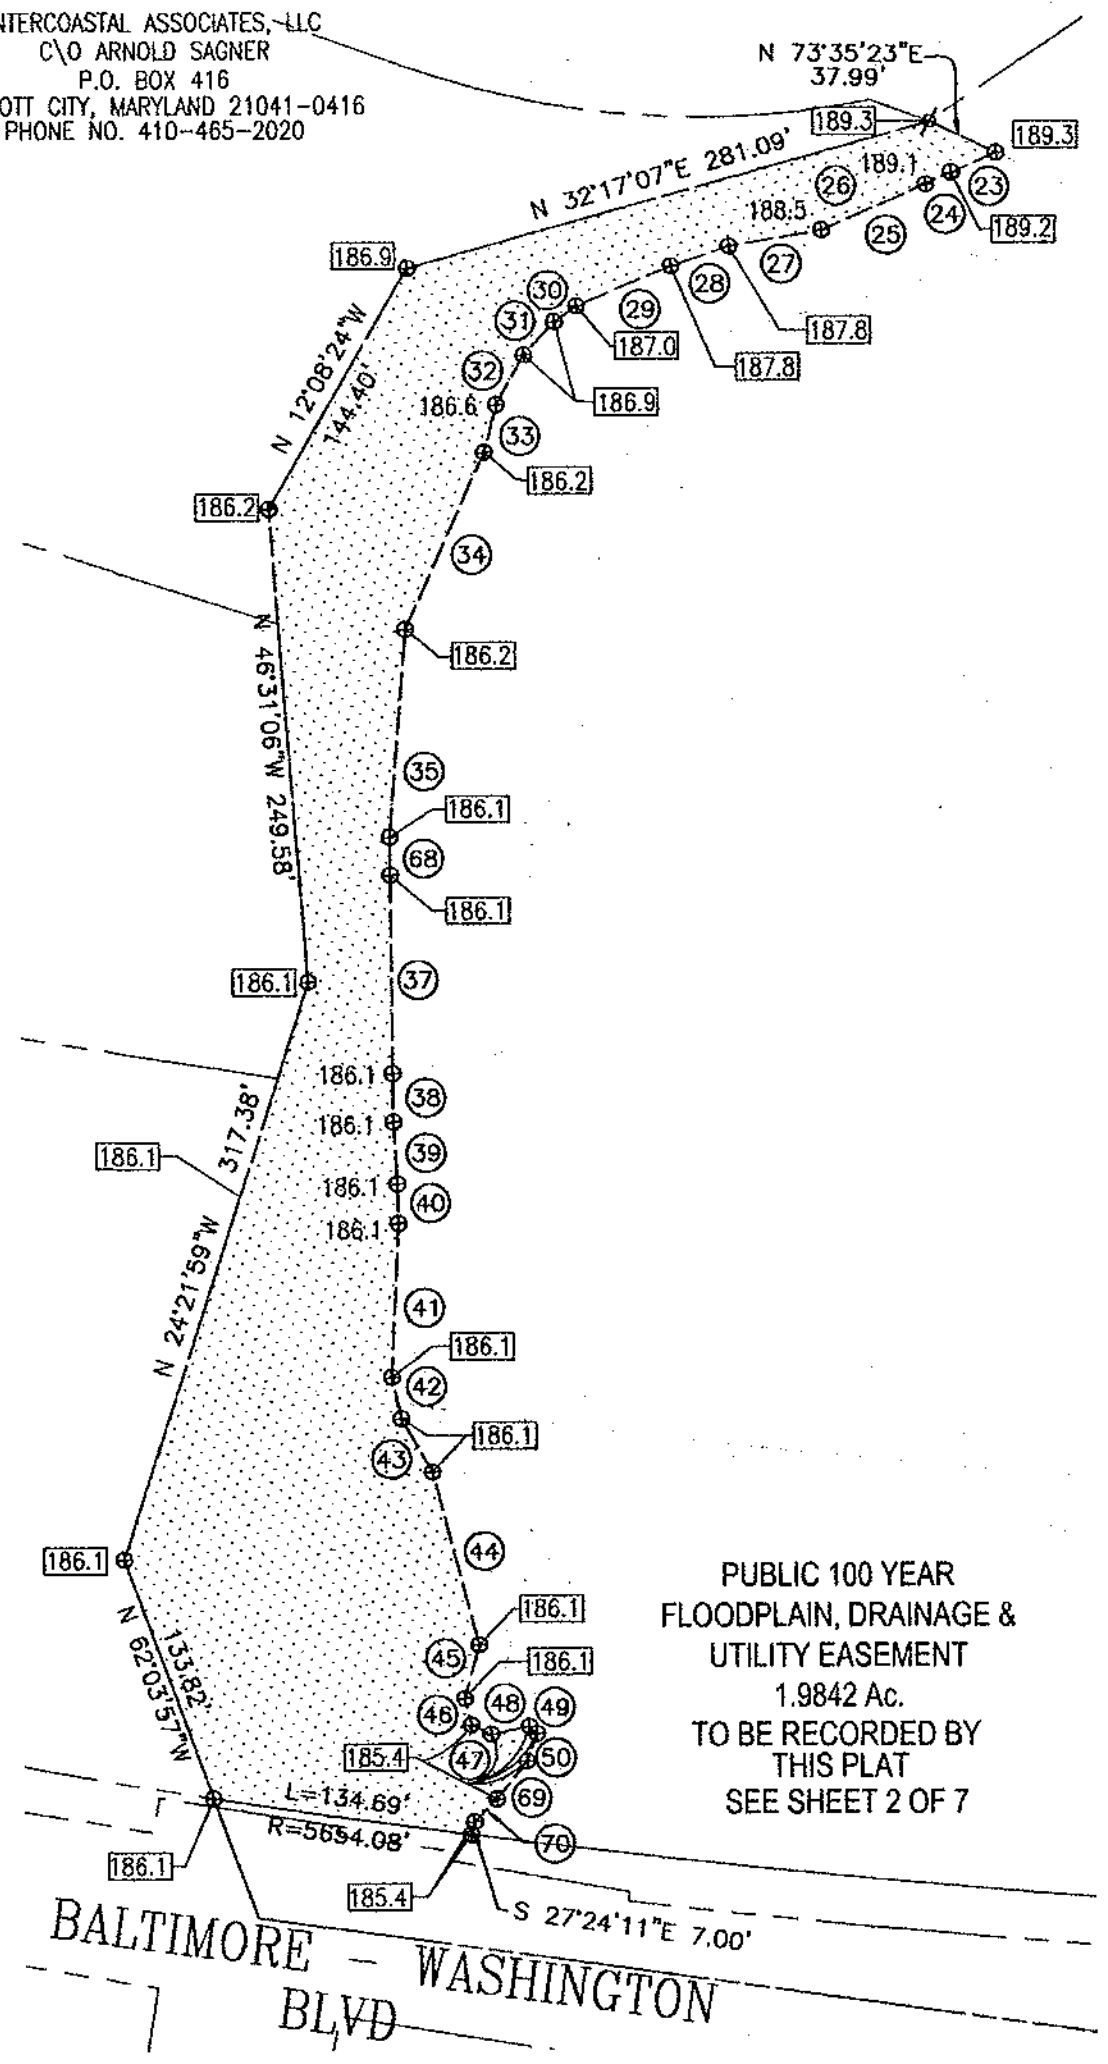 NTERCOASTAL ASSOCIATES, LLC
C\O ARNOLD SAGNER
P.O. BOX 416
OTT CITY, MARYLAND 21041-0416
PHONE NO. 410-465-2020
N 73°35'23"E
37.99'
189.3
189.3
N 32°17'07"E 281.09'
189.1
26
23
188.5
24
25
189.2
186.9
27
28
30
29
31
187.8
187.0
N 12°08'24"W
144.40'
32
187.8
186.6
186.9
33
186.2
186.2
34
N 46°31'06"W 249.58'
186.2
35
186.1
68
186.1
37
186.1
186.1
38
317.38'
186.1
39
186.1
186.1
40
186.1
N 24°21'59"W
41
186.1
42
186.1
43
44
186.1
PUBLIC 100 YEAR
FLOODPLAIN, DRAINAGE &
UTILITY EASEMENT
1.9842 Ac.
TO BE RECORDED BY
THIS PLAT
SEE SHEET 2 OF 7
186.1
N 62°03'57"W
133.82'
45
186.1
46
48
49
185.4
47
50
69
L=134.69'
R=5654.08'
70
186.1
185.4
S 27°24'11"E 7.00'
BALTIMORE - WASHINGTON
BLVD